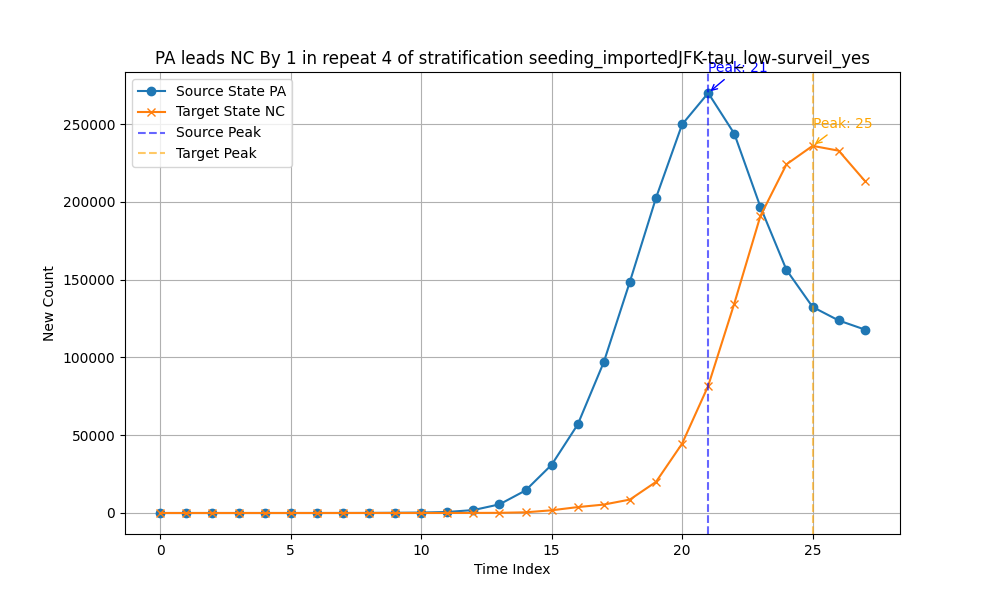 PA leads NC By 1 in repeat 4 of stratification seeding_importedJFK-tau_low-surveil_yes
Peak: 21
Source State PA
Target State NC
Source Peak
Target Peak
Peak: 25
250000
200000
150000
100000
50000
0
New Count
0 5 10 15 20 25
Time Index